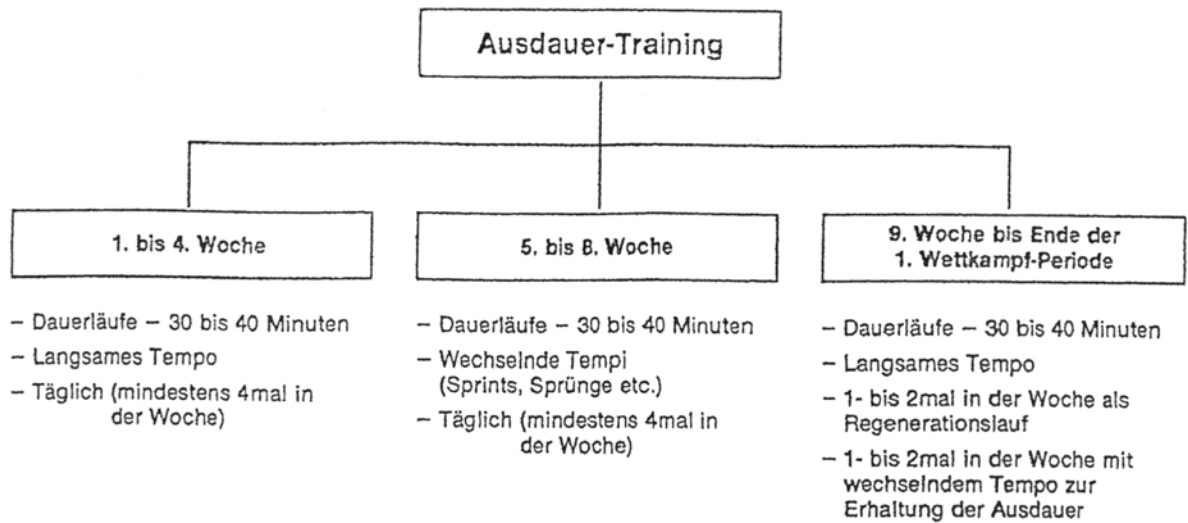 Ausdauer-Training
1. bis 4. Woche
– Dauerläufe – 30 bis 40 Minuten
– Langsames Tempo
– Täglich (mindestens 4mal in
der Woche)
5. bis 8. Woche
– Dauerläufe – 30 bis 40 Minuten
– Wechselnde Tempi
(Sprints, Sprünge etc.)
– Täglich (mindestens 4mal in
der Woche)
9. Woche bis Ende der
1. Wettkampf-Periode
– Dauerläufe – 30 bis 40 Minuten
– Langsames Tempo
– 1- bis 2mal in der Woche als
Regenerationslauf
– 1- bis 2mal in der Woche mit
wechselndem Tempo zur
Erhaltung der Ausdauer